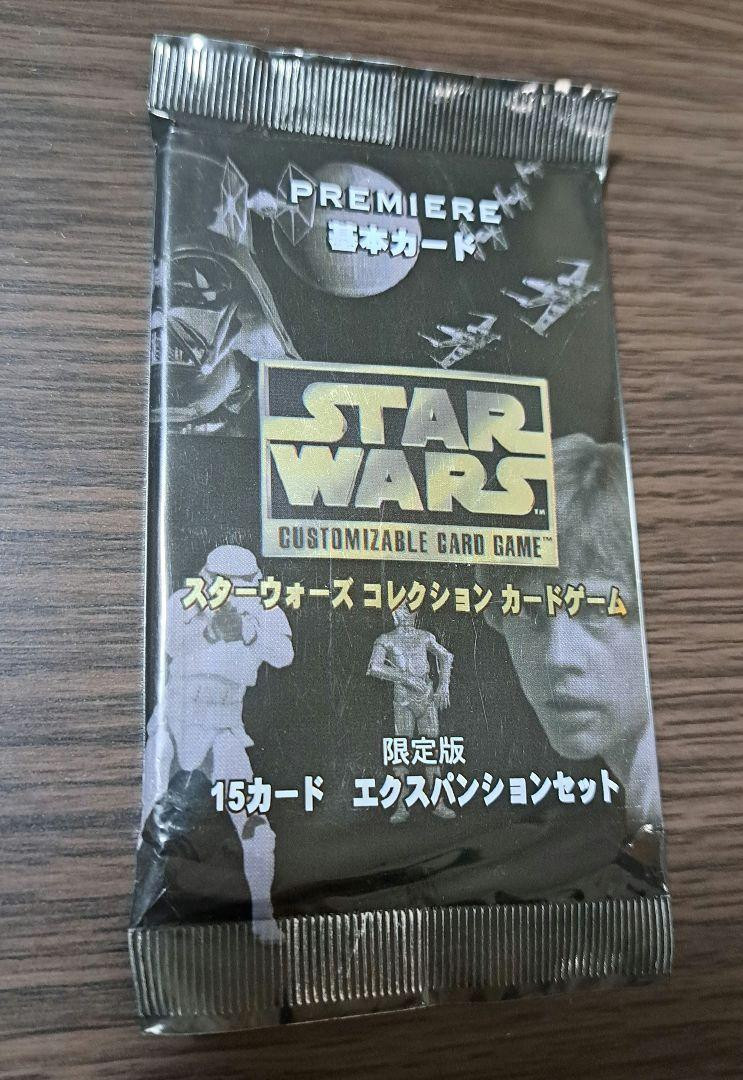 PREMIERE
基本カード
STAR
WARS™
CUSTOMIZABLE CARD GAME™
スターウォーズ コレクション カードゲーム
限定版
15カード エクスパンションセット